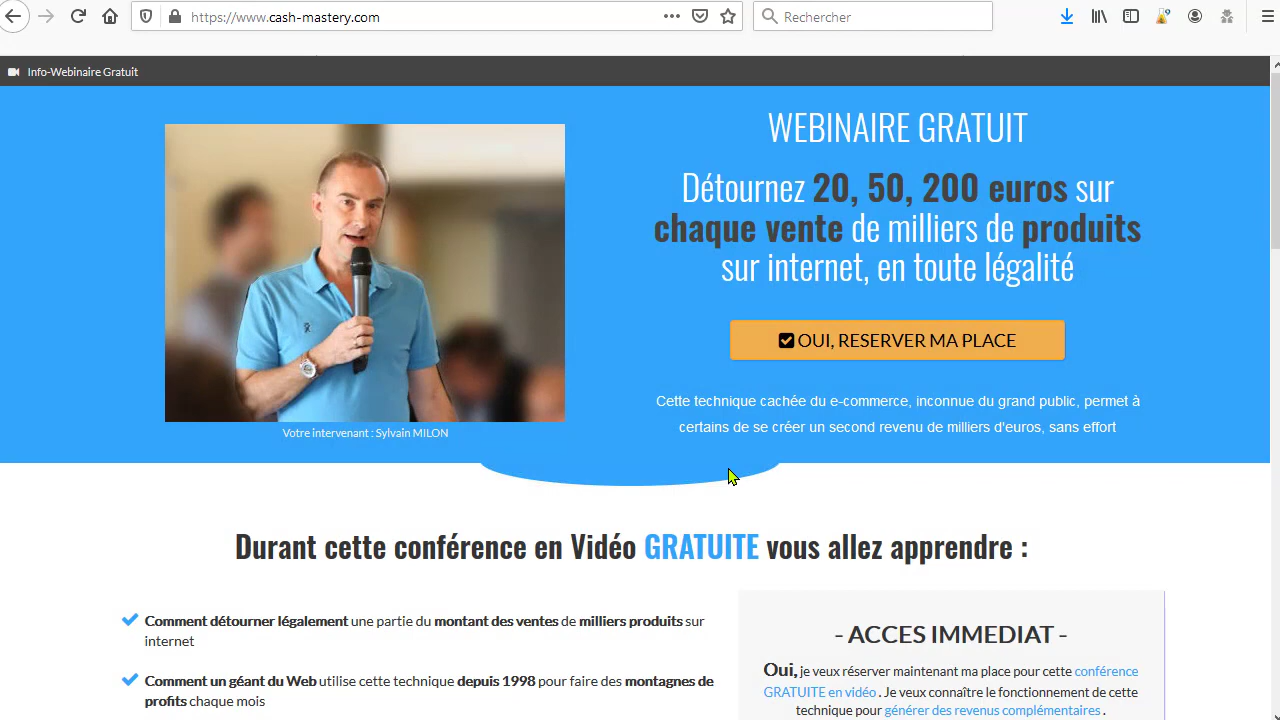 https://www.cash-mastery.com
Rechercher
Info-Webinaire Gratuit
WEBINAIRE GRATUIT
Détournez 20, 50, 200 euros sur
chaque vente de milliers de produits
sur internet, en toute légalité
OUI, RESERVER MA PLACE
Cette technique cachée du e-commerce, inconnue du grand public, permet à
certains de se créer un second revenu de milliers d'euros, sans effort
Votre intervenant : Sylvain MILON
Durant cette conférence en Vidéo GRATUITE vous allez apprendre :
Comment détourner légalement une partie du montant des ventes de milliers produits sur
internet
Comment un géant du Web utilise cette technique depuis 1998 pour faire des montagnes de
profits chaque mois
- ACCES IMMEDIAT -
Oui, je veux réserver maintenant ma place pour cette conférence
GRATUITE en vidéo . Je veux connaître le fonctionnement de cette
technique pour générer des revenus complémentaires .